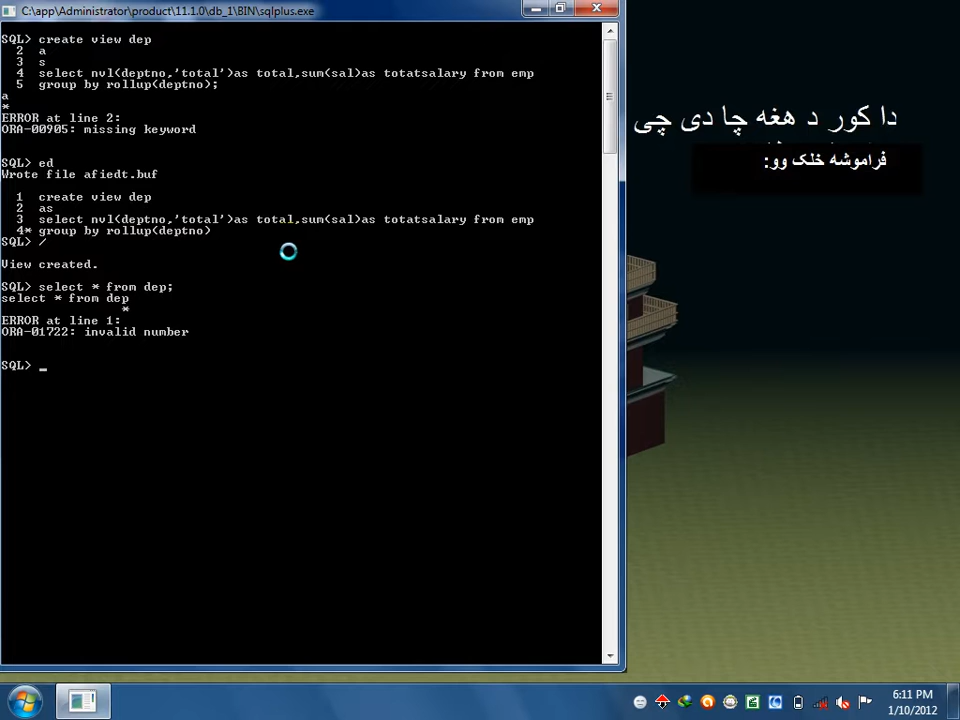 C:\app\Administrator\product\11.1.0\db_1\BIN\sqlplus.exe
SQL> create view dep
2 a
3 s
4 select nvl(deptno,'total')as total,sum(sal)as totatsalary from emp
5 group by rollup(deptno);
a
*
ERROR at line 2:
ORA-00905: missing keyword
SQL> ed
Wrote file afiedt.buf
1 create view dep
2 as
3 select nvl(deptno,'total')as total,sum(sal)as totatsalary from emp
4* group by rollup(deptno)
SQL> /
View created.
SQL> select * from dep;
select * from dep
*
ERROR at line 1:
ORA-01722: invalid number
SQL> _
دا کور د هغه چا دی چی
فراموشه خلک وو:
6:11 PM
1/10/2012